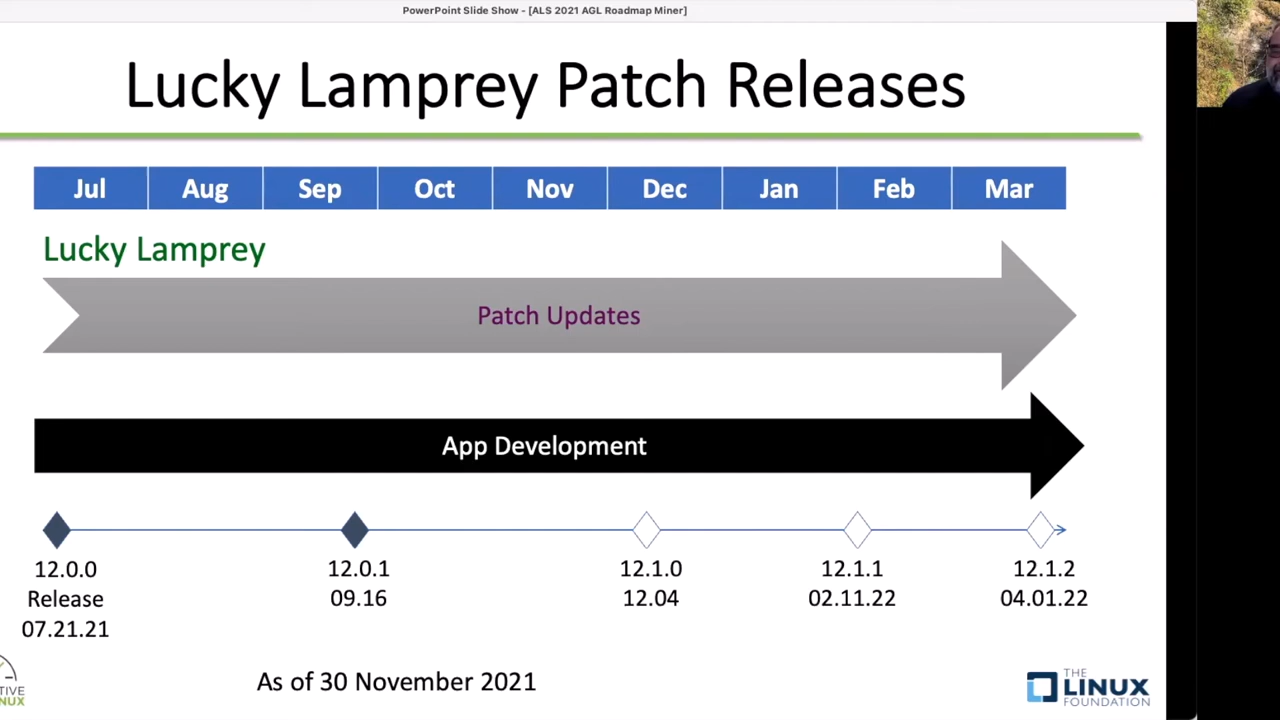 PowerPoint Slide Show - [ALS 2021 AGL Roadmap Miner]
Lucky Lamprey Patch Releases
Jul Aug Sep Oct Nov Dec Jan Feb Mar
Lucky Lamprey
Patch Updates
App Development
12.0.0 12.0.1 12.1.0 12.1.1 12.1.2
Release 09.16 12.04 02.11.22 04.01.22
07.21.21
As of 30 November 2021
TIVE
NUX
THE
LINUX
FOUNDATION